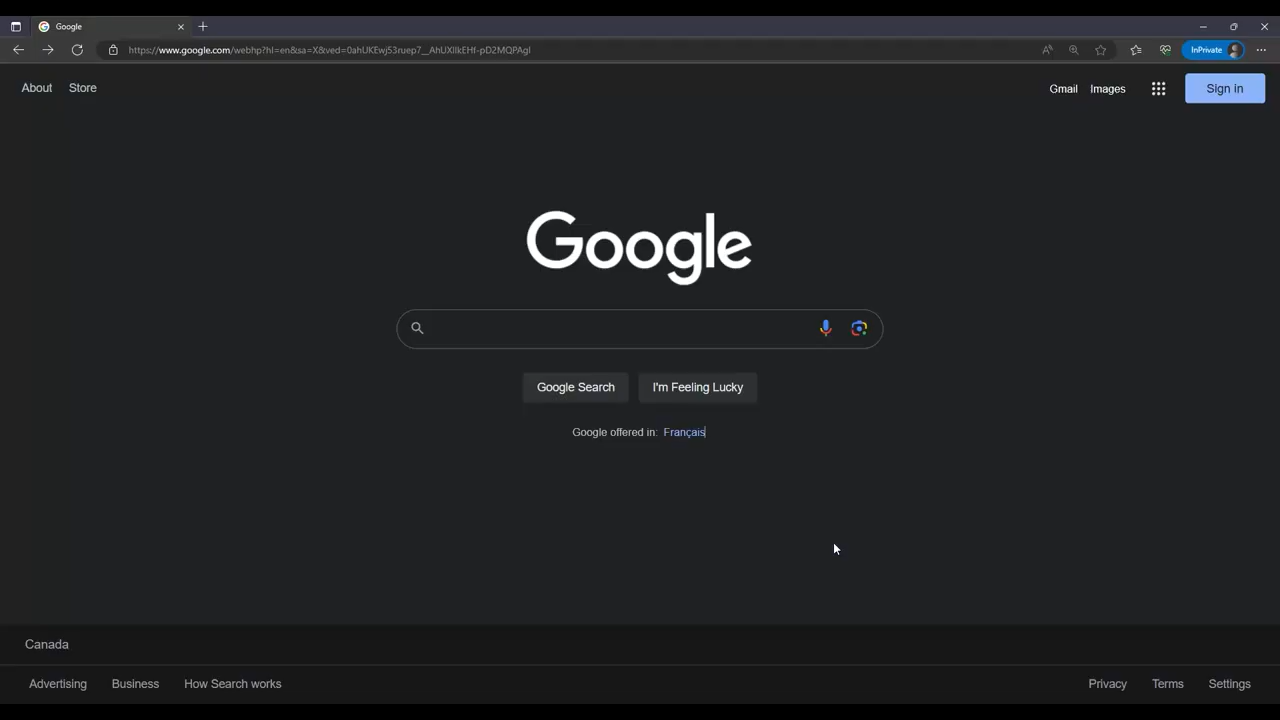 Google
https://www.google.com/webhp?hl=en&sa=X&ved=0ahUKEwj53ruep7__AhUXIIkEHf-pD2MQPAgI
InPrivate
About Store
Gmail Images Sign in
Google
Google Search I'm Feeling Lucky
Google offered in: Français
Canada
Advertising Business How Search works
Privacy Terms Settings